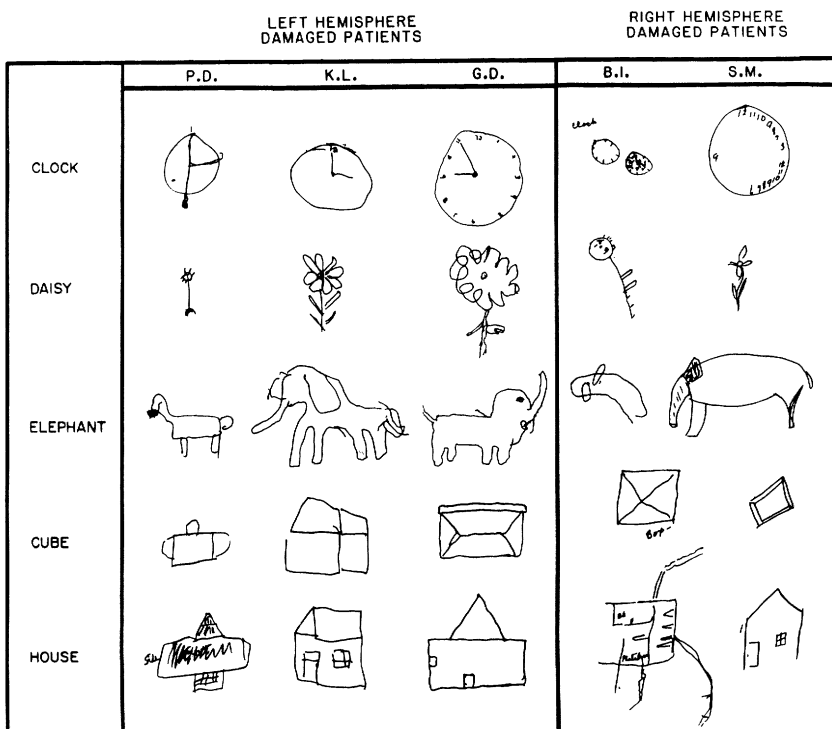 LEFT HEMISPHERE
DAMAGED PATIENTS
RIGHT HEMISPHERE
DAMAGED PATIENTS
P.D. K.L. G.D. B.I. S.M.
CLOCK
clock
DAISY
ELEPHANT
CUBE
HOUSE